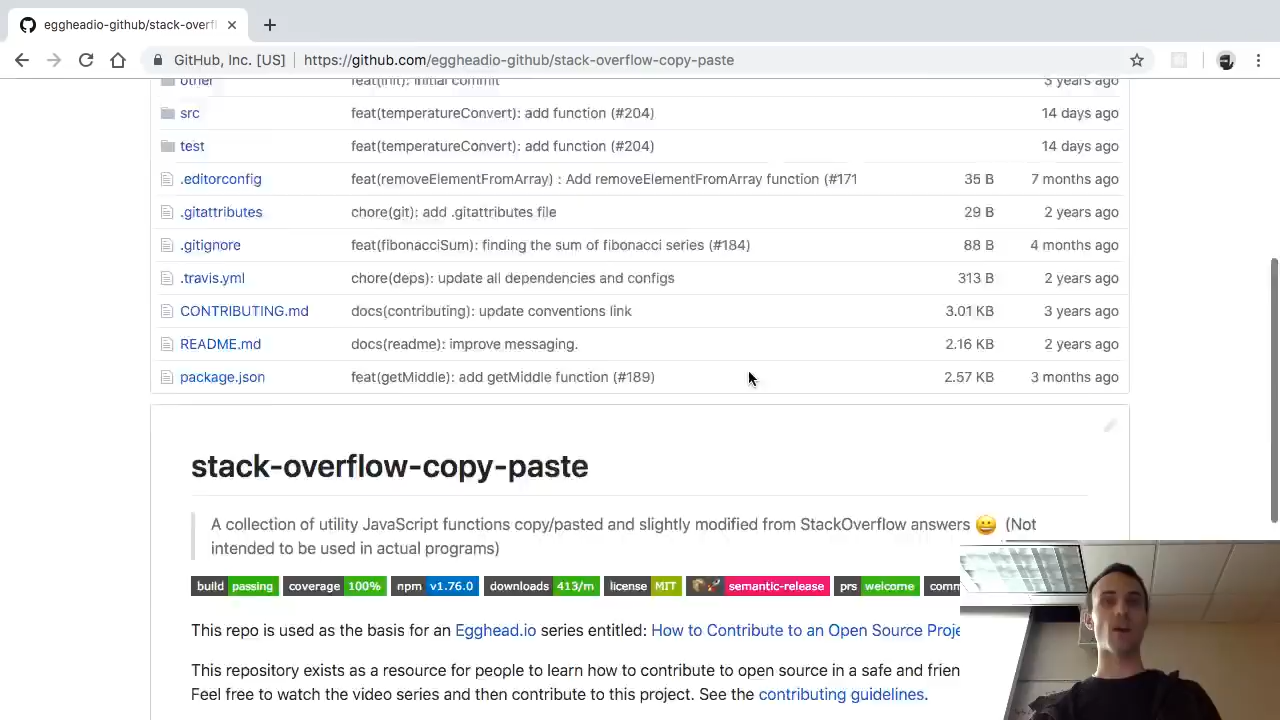 eggheadio-github/stack-overf
GitHub, Inc. [US] https://github.com/eggheadio-github/stack-overflow-copy-paste
other feat(init): initial commit 3 years ago
src feat(temperatureConvert): add function (#204) 14 days ago
test feat(temperatureConvert): add function (#204) 14 days ago
.editorconfig feat(removeElementFromArray) : Add removeElementFromArray function (#171 35 B 7 months ago
.gitattributes chore(git): add .gitattributes file 29 B 2 years ago
.gitignore feat(fibonacciSum): finding the sum of fibonacci series (#184) 88 B 4 months ago
.travis.yml chore(deps): update all dependencies and configs 313 B 2 years ago
CONTRIBUTING.md docs(contributing): update conventions link 3.01 KB 3 years ago
README.md docs(readme): improve messaging. 2.16 KB 2 years ago
package.json feat(getMiddle): add getMiddle function (#189) 2.57 KB 3 months ago
stack-overflow-copy-paste
A collection of utility JavaScript functions copy/pasted and slightly modified from StackOverflow answers 😀 (Not
intended to be used in actual programs)
build passing coverage 100% npm v1.76.0 downloads 413/m license MIT semantic-release prs welcome comm
This repo is used as the basis for an Egghead.io series entitled: How to Contribute to an Open Source Proje
This repository exists as a resource for people to learn how to contribute to open source in a safe and frien
Feel free to watch the video series and then contribute to this project. See the contributing guidelines.